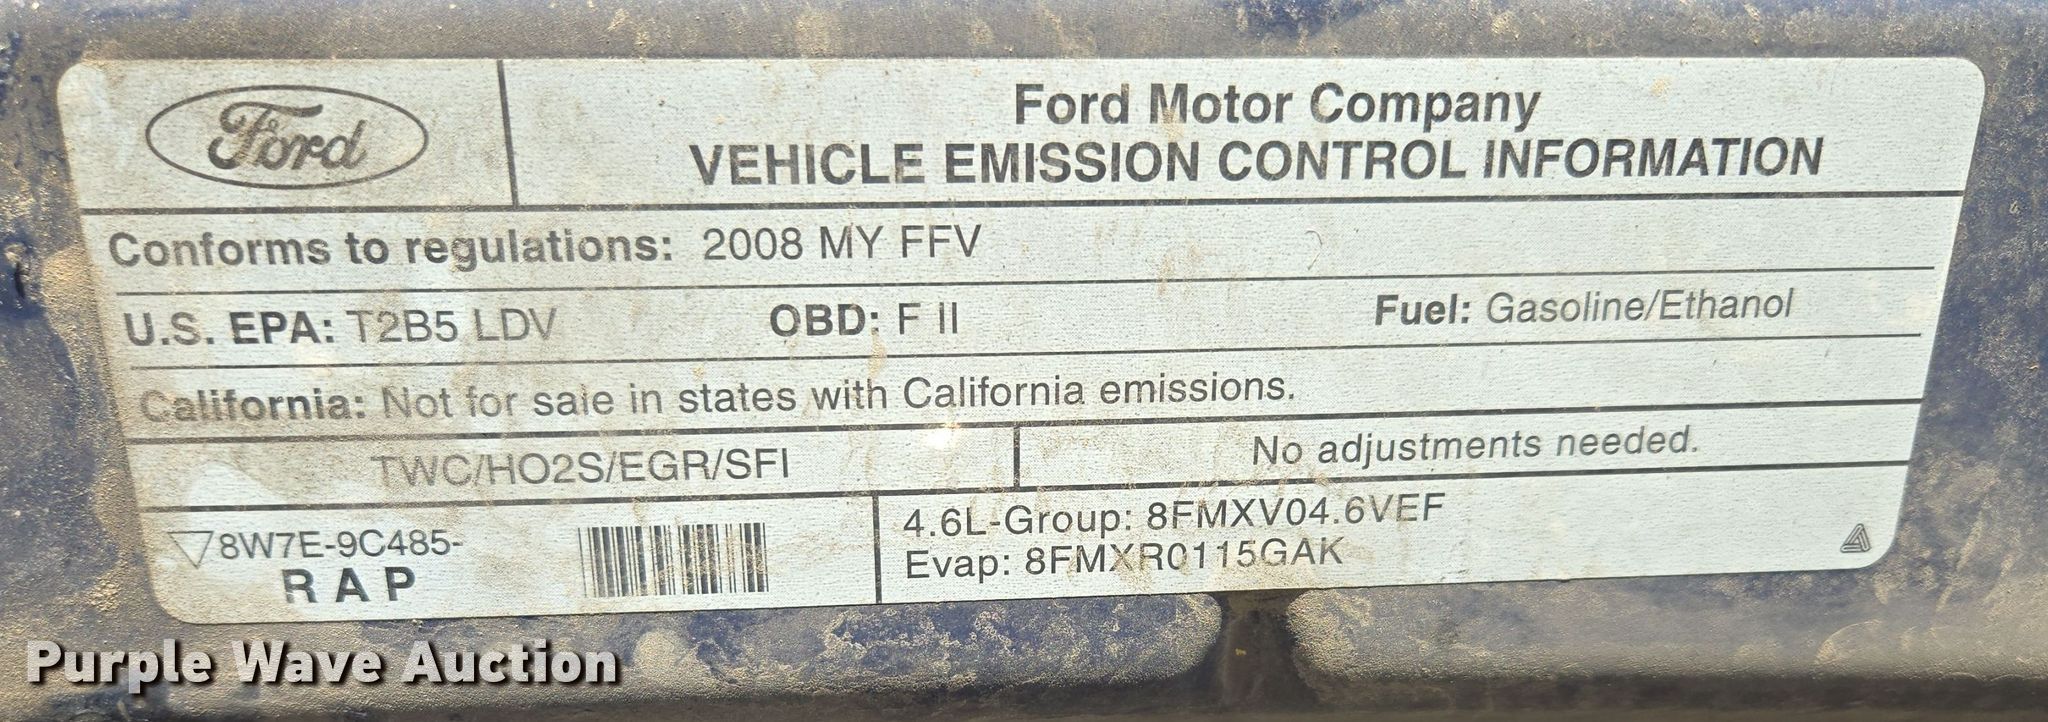 Ford
Ford Motor Company
VEHICLE EMISSION CONTROL INFORMATION
Conforms to regulations: 2008 MY FFV
U.S. EPA: T2B5 LDV OBD: F II Fuel: Gasoline/Ethanol
California: Not for sale in states with California emissions.
TWC/HO2S/EGR/SFI No adjustments needed.
8W7E-9C485-
RAP
4.6L-Group: 8FMXV04.6VEF
Evap: 8FMXR0115GAK
Purple Wave Auction